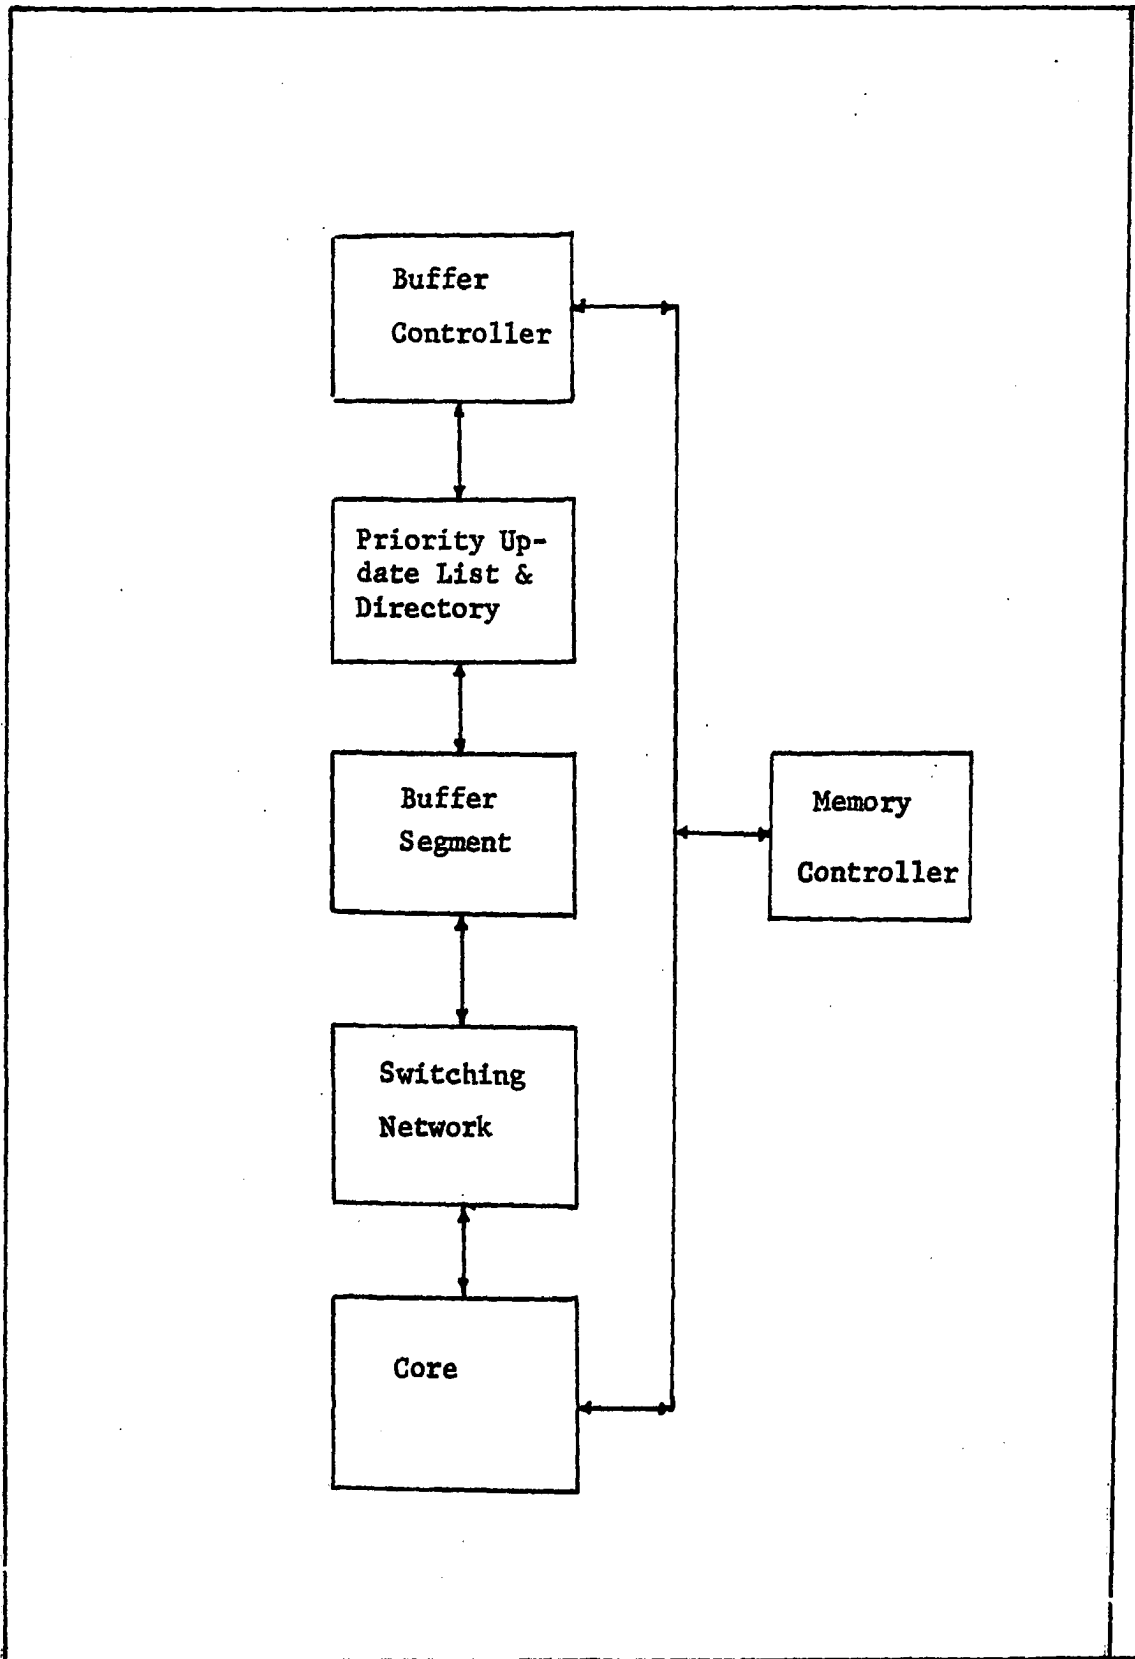 Buffer
Controller
Priority Up-
date List &
Directory
Buffer
Segment
Memory
Controller
Switching
Network
Core